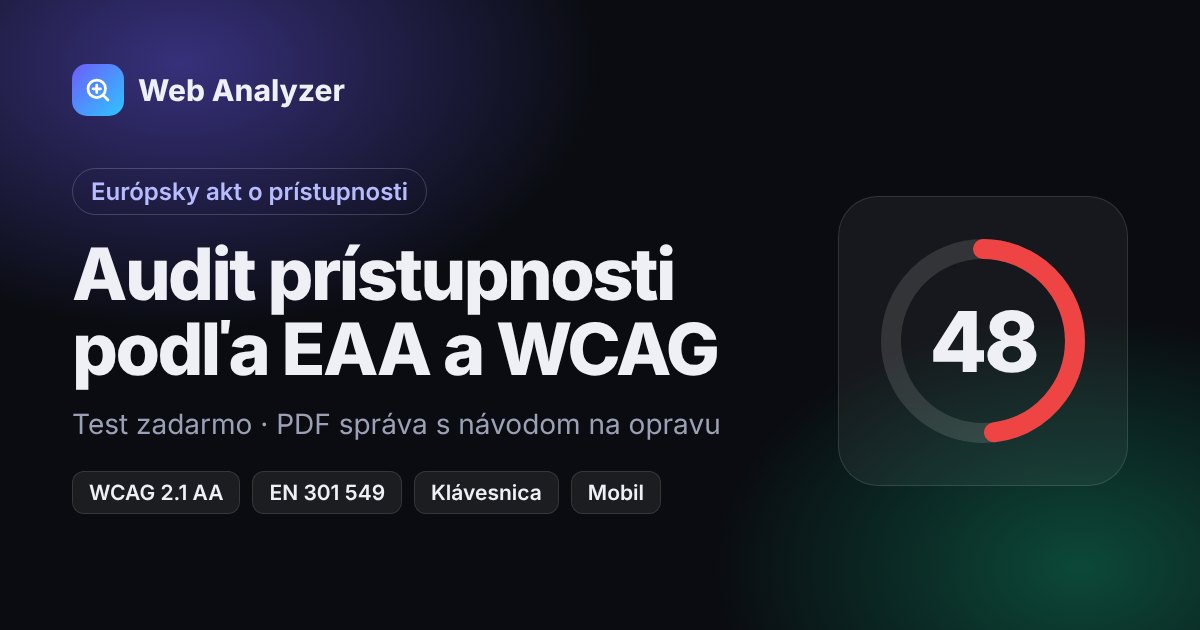 Web Analyzer
Európsky akt o prístupnosti
Audit prístupnosti
podľa EAA a WCAG
Test zadarmo · PDF správa s návodom na opravu
WCAG 2.1 AA
EN 301 549
Klávesnica
Mobil
48